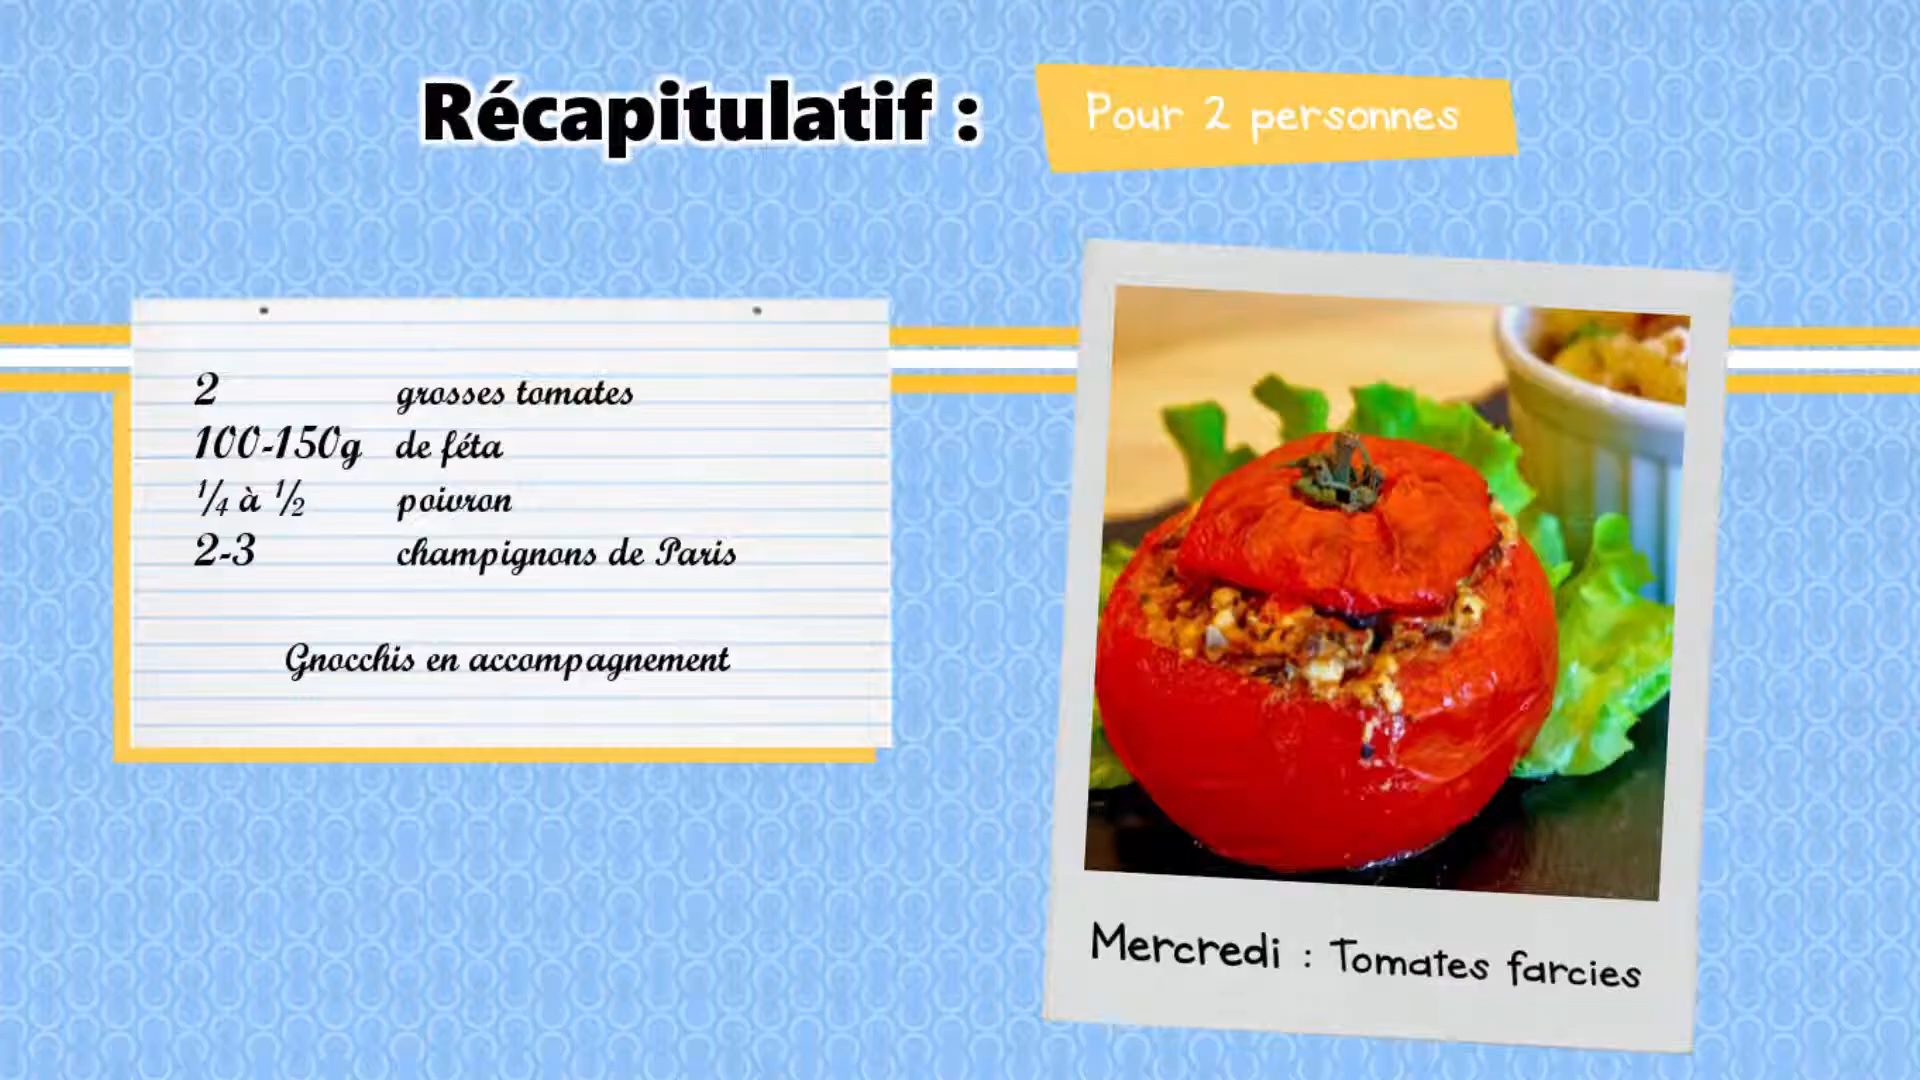 Récapitulatif :
Pour 2 personnes
2 grosses tomates
100-150g de féta
1/4 à 1/2 poivron
2-3 champignons de Paris
Gnocchis en accompagnement
Mercredi : Tomates farcies